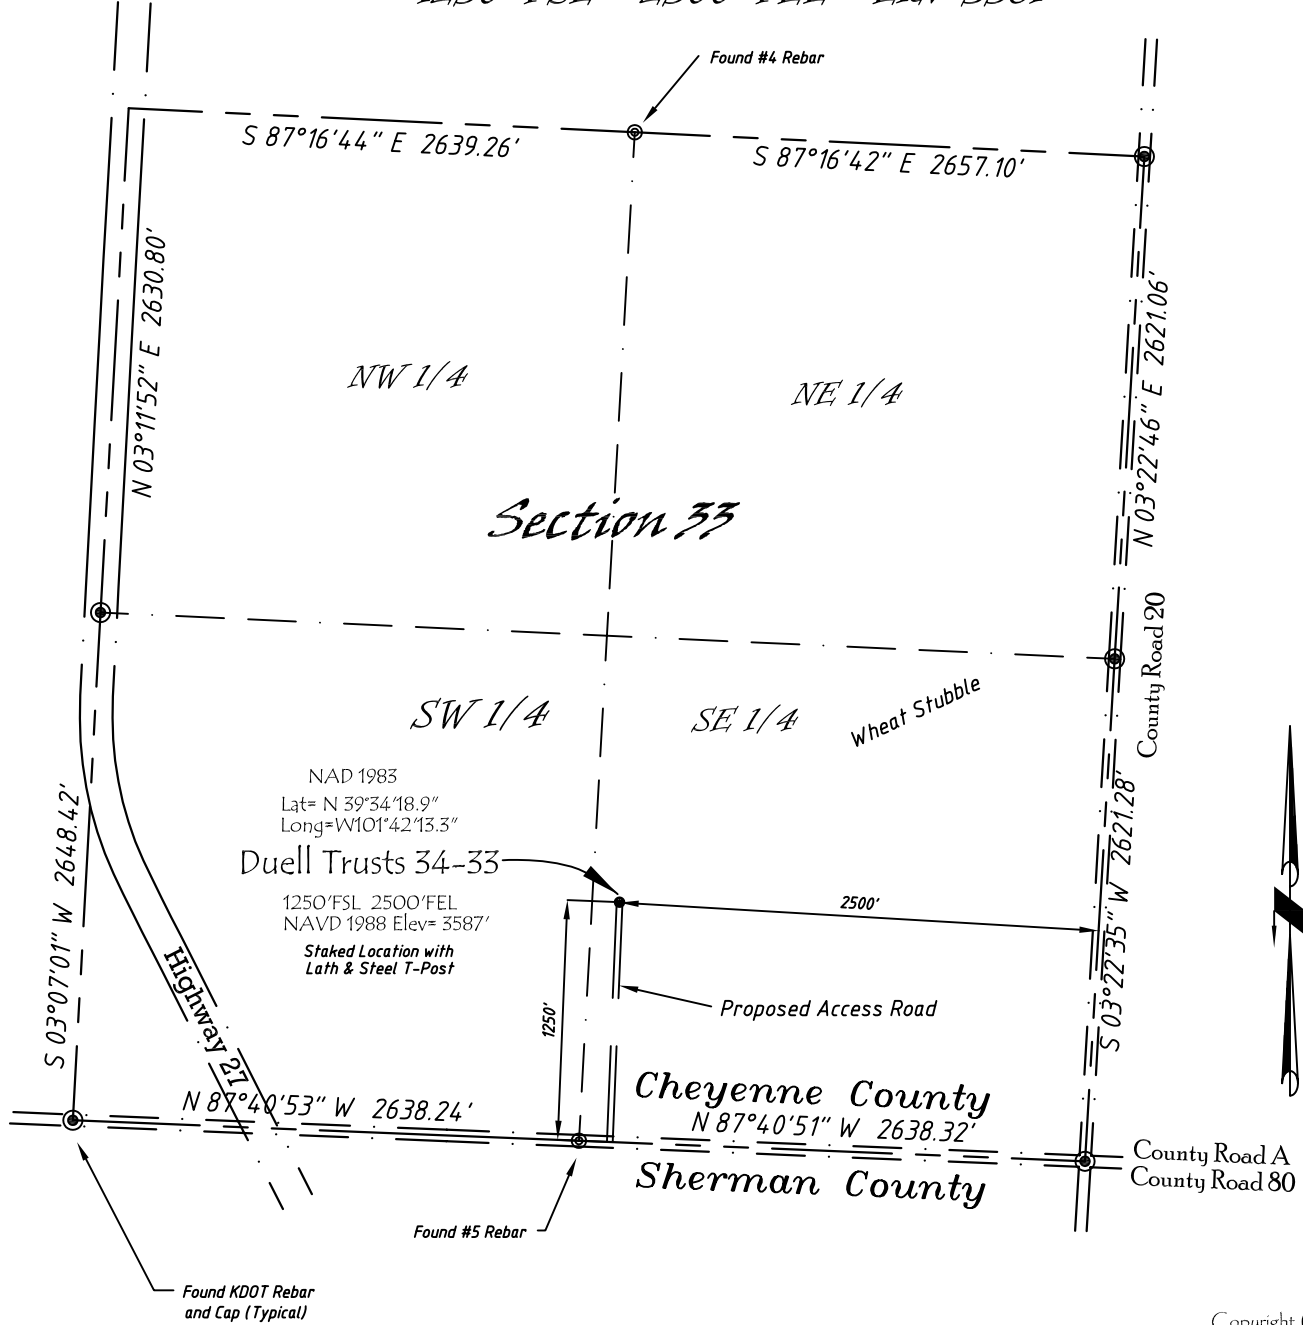 1250' FSL 2500' FEL
Found #4 Rebar
S 87°16'44" E 2639.26'
S 87°16'42" E 2657.10'
N 03°11'52" E 2630.80'
N 03°22'46" E 2621.06'
NW 1/4
NE 1/4
Section 33
County Road 20
SW 1/4
SE 1/4
Wheat Stubble
NAD 1983
Lat= N 39°34'18.9"
Long=W101°42'13.3"
Duell Trusts 34-33
1250'FSL 2500'FEL
NAVD 1988 Elev= 3587'
Staked Location with
Lath & Steel T-Post
2500'
1250'
S 03°07'01" W 2648.42'
S 03°22'35" W 2621.28'
Highway 27
Proposed Access Road
Cheyenne County
N 87°40'53" W 2638.24'
N 87°40'51" W 2638.32'
Sherman County
County Road A
County Road 80
Found #5 Rebar
Found KDOT Rebar
and Cap (Typical)
Copyright